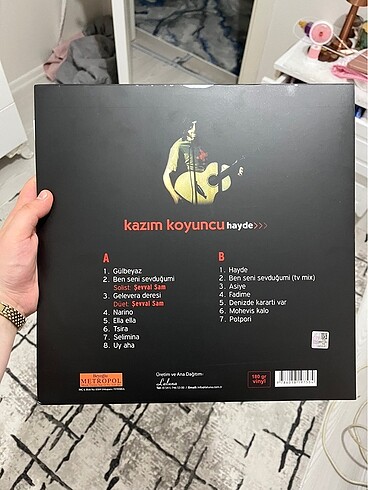 kazım koyuncu hayde>>>
A
1. Gülbeyaz
2. Ben seni sevduğumi
Solist: Şevval Sam
3. Gelevera deresi
Düet: Şevval Sam
4. Narino
5. Ella ella
6. Tsira
7. Selimina
8. Uy aha
B
1. Hayde
2. Ben seni sevduğumi (tv mix)
3. Asiye
4. Fadime
5. Denizde kararti var
6. Mohevis kalo
7. Potpori
METROPOL
Üretim ve Ana Dağıtım:
180 gr
vinyl